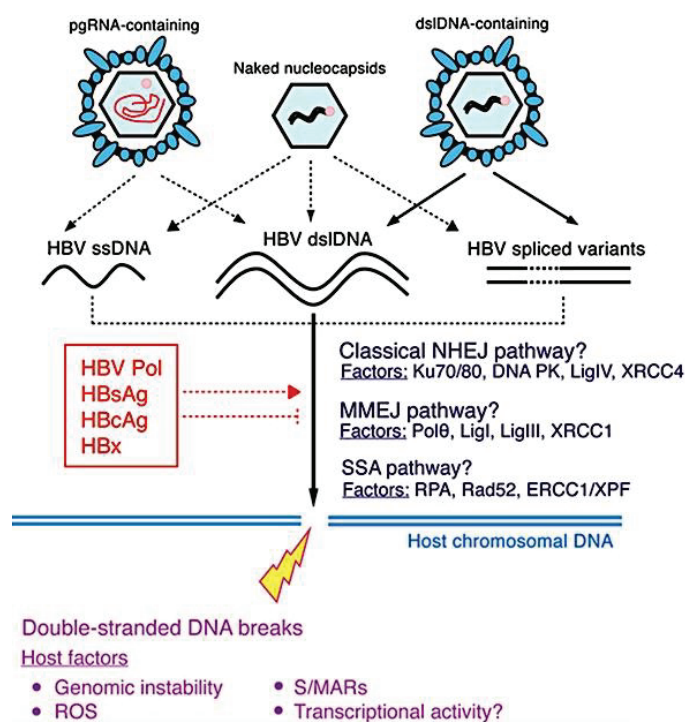 pgRNA-containing
Naked nucleocapsids
dslDNA-containing
HBV ssDNA
HBV dslDNA
HBV spliced variants
HBV Pol
HBsAg
HBcAg
HBx
Classical NHEJ pathway?
Factors: Ku70/80, DNA PK, LigIV, XRCC4
MMEJ pathway?
Factors: Polθ, LigI, LigIII, XRCC1
SSA pathway?
Factors: RPA, Rad52, ERCC1/XPF
Host chromosomal DNA
Double-stranded DNA breaks
Host factors
• Genomic instability
• ROS
• S/MARs
• Transcriptional activity?